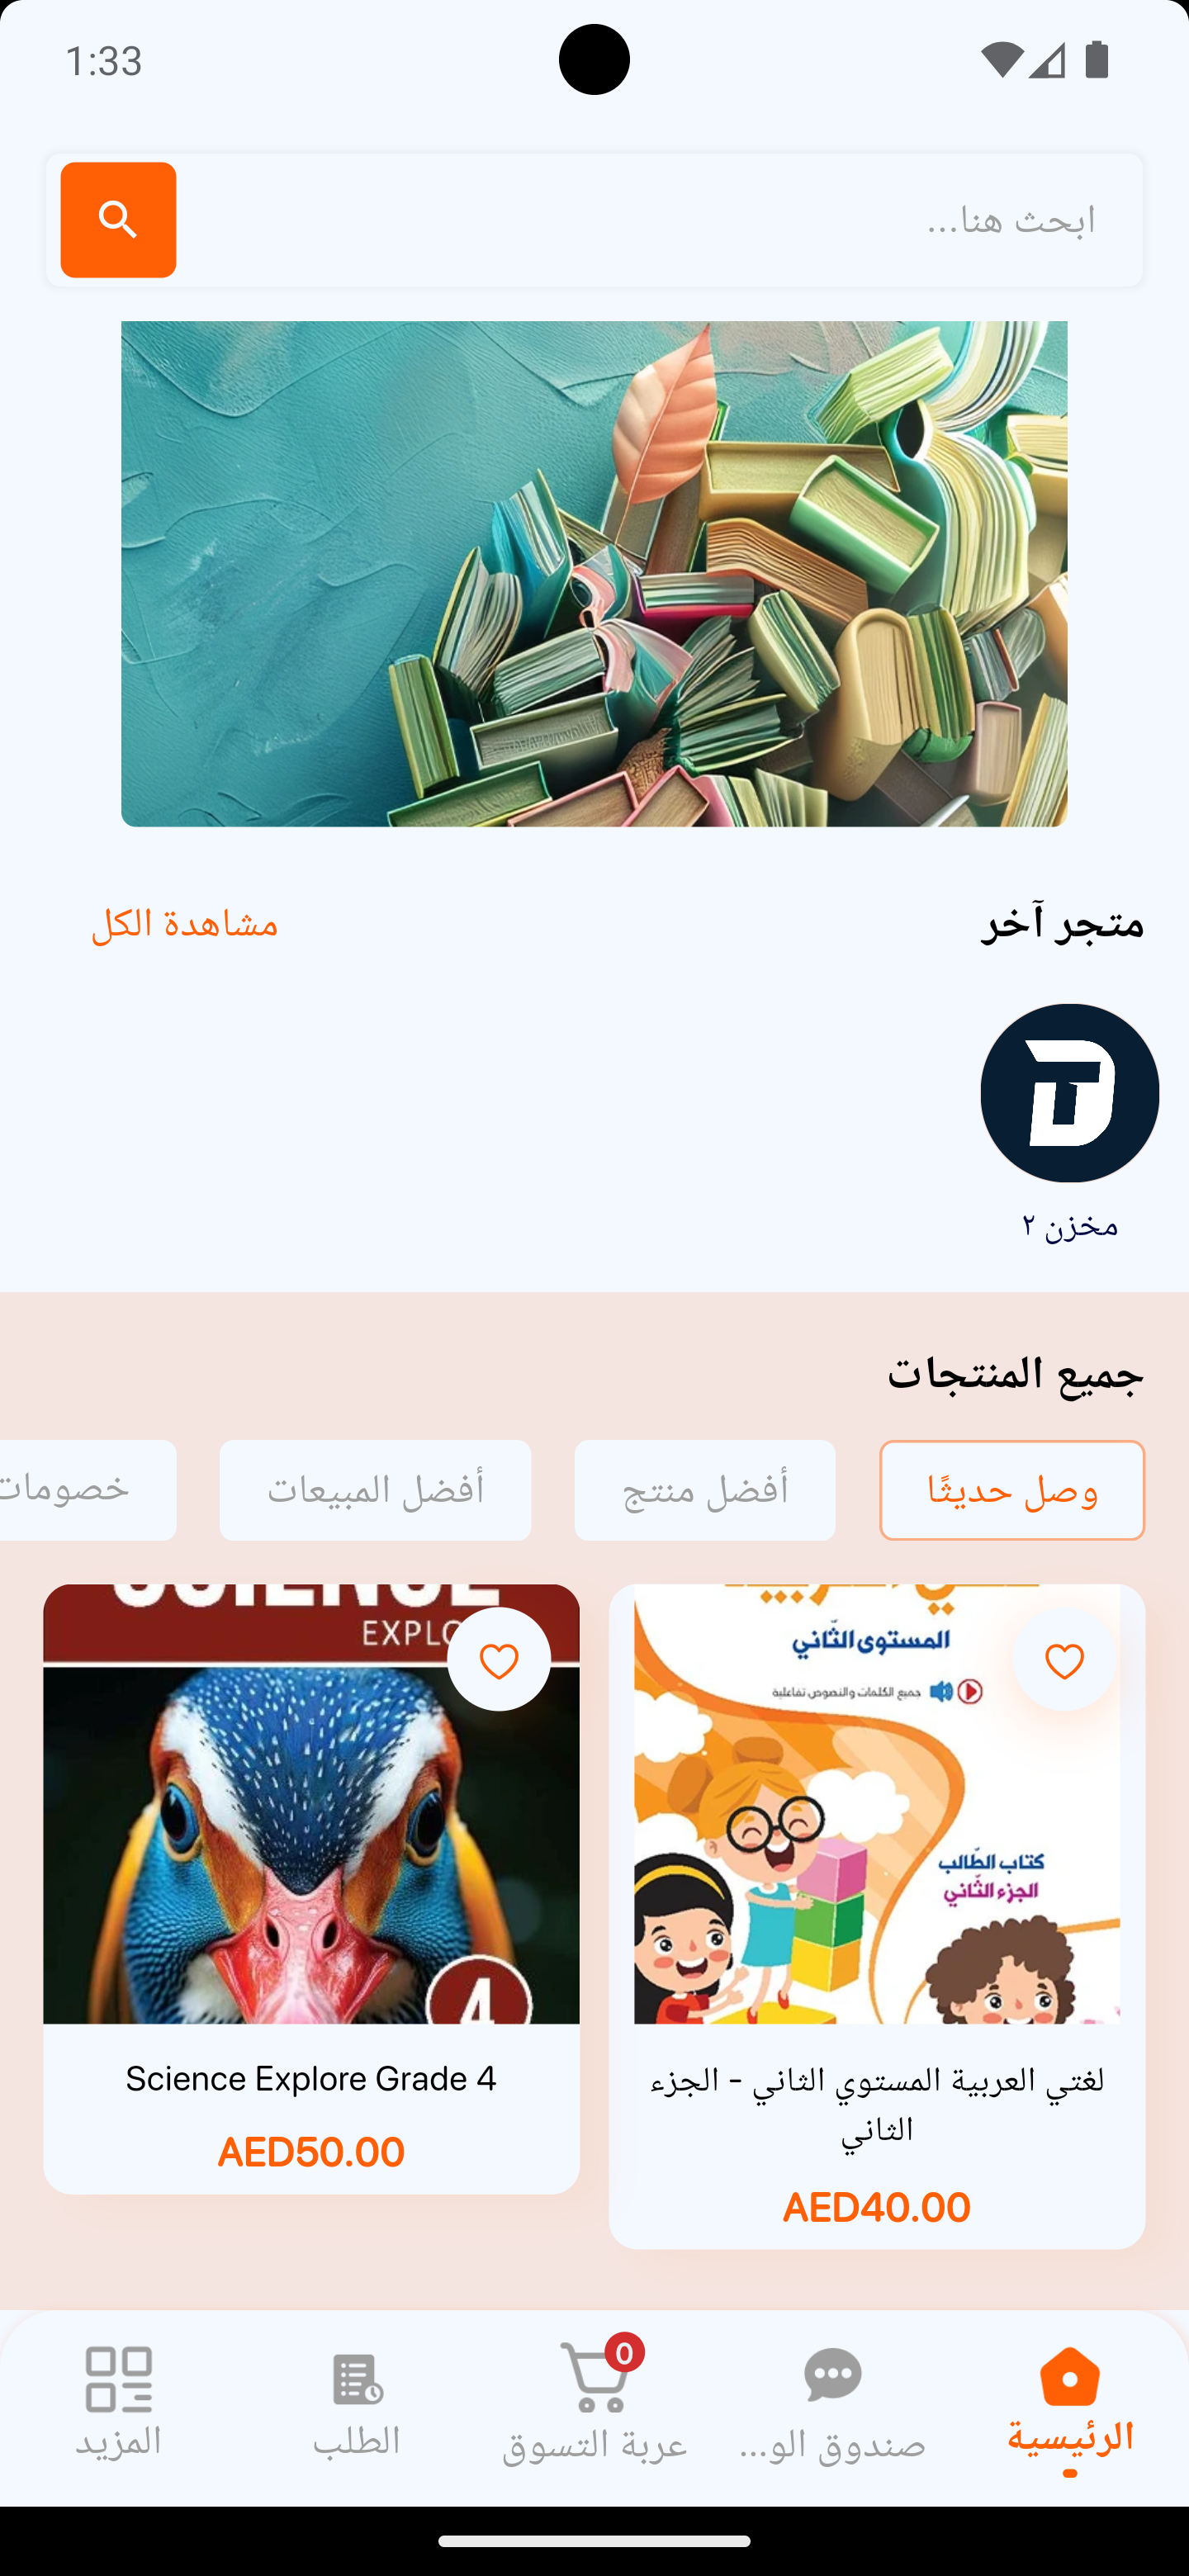 1:33
ابحث هنا...
متجر آخر
مشاهدة الكل
مخزن ٢
جميع المنتجات
وصل حديثًا
أفضل منتج
أفضل المبيعات
خصومات
المستوى الثّاني
جميع الكلمات والنصوص تفاعلية
كتاب الطّالب
الجزء الثّاني
لغتي العربية المستوي الثاني - الجزء
الثاني
AED40.00
SCIENCE
4
Science Explore Grade 4
AED50.00
الرئيسية
صندوق الو...
0
عربة التسوق
الطلب
المزيد